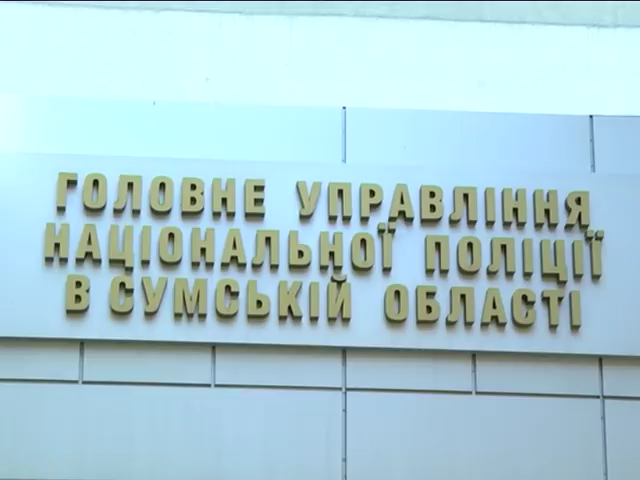 ГОЛОВНЕ УПРАВЛІННЯ
НАЦІОНАЛЬНОЇ ПОЛІЦІЇ
В СУМСЬКІЙ ОБЛАСТІ